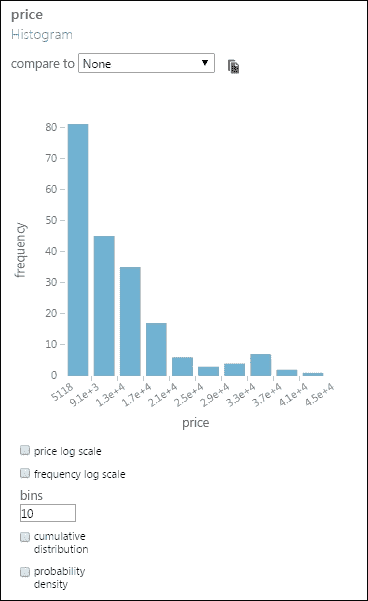 price
Histogram
compare to None
80
70
60
50
40
30
20
10
0
frequency
5118 9.1e+3 1.3e+4 1.7e+4 2.1e+4 2.5e+4 2.9e+4 3.3e+4 3.7e+4 4.1e+4 4.5e+4
price
price log scale
frequency log scale
bins
10
cumulative
distribution
probability
density